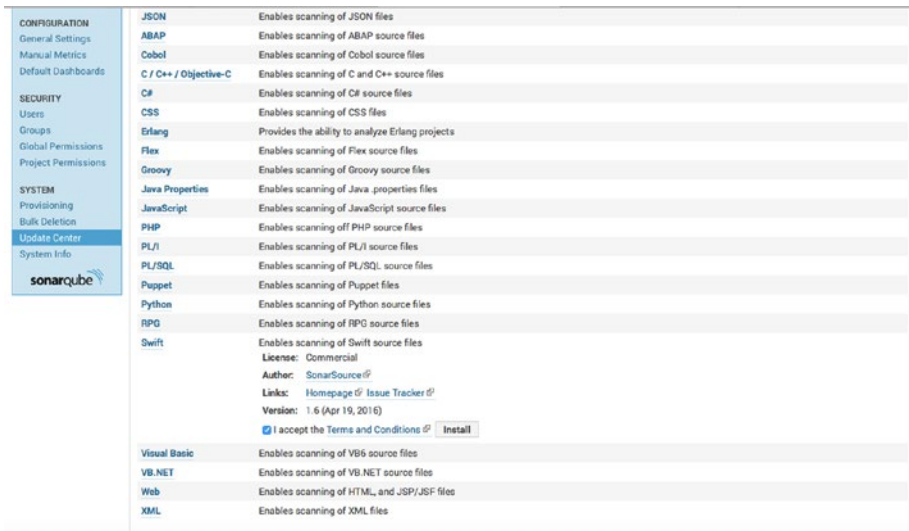 CONFIGURATION
General Settings
Manual Metrics
Default Dashboards
SECURITY
Users
Groups
Global Permissions
Project Permissions
SYSTEM
Provisioning
Bulk Deletion
Update Center
System Info
sonarqube
JSON Enables scanning of JSON files
ABAP Enables scanning of ABAP source files
Cobol Enables scanning of Cobol source files
C / C++ / Objective-C Enables scanning of C and C++ source files
C# Enables scanning of C# source files
CSS Enables scanning of CSS files
Erlang Provides the ability to analyze Erlang projects
Flex Enables scanning of Flex source files
Groovy Enables scanning of Groovy source files
Java Properties Enables scanning of Java .properties files
JavaScript Enables scanning of JavaScript source files
PHP Enables scanning off PHP source files
PL/I Enables scanning of PL/I source files
PL/SQL Enables scanning of PL/SQL source files
Puppet Enables scanning of Puppet files
Python Enables scanning of Python source files
RPG Enables scanning of RPG source files
Swift Enables scanning of Swift source files
License: Commercial
Author: SonarSource
Links: Homepage Issue Tracker
Version: 1.6 (Apr 19, 2016)
I accept the Terms and Conditions Install
Visual Basic Enables scanning of VB6 source files
VB.NET Enables scanning of VB.NET source files
Web Enables scanning of HTML, and JSP/JSF files
XML Enables scanning of XML files